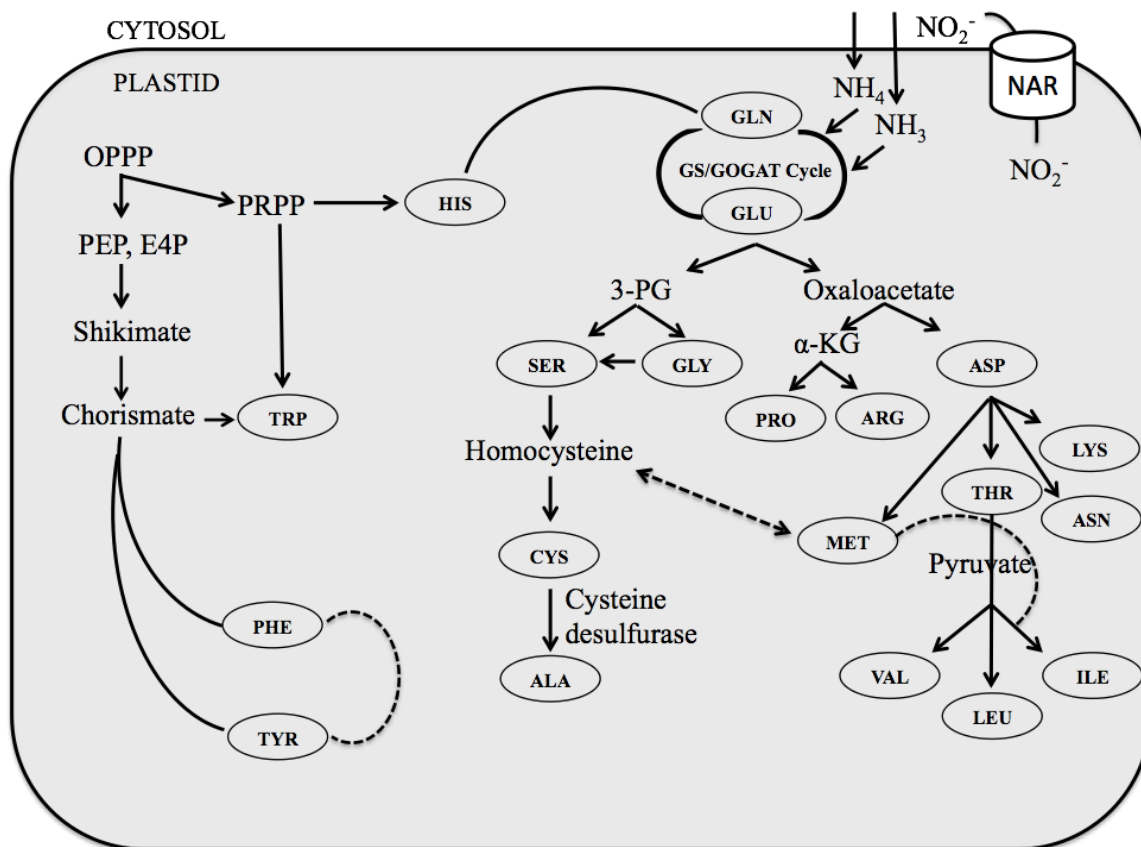 CYTOSOL
NO₂⁻
PLASTID
NAR
NH₄
GLN
NH₃
OPPP
GS/GOGAT Cycle
NO₂⁻
PRPP
HIS
GLU
PEP, E4P
3-PG
Oxaloacetate
Shikimate
α-KG
SER
GLY
ASP
Chorismate
TRP
PRO
ARG
Homocysteine
LYS
THR
ASN
MET
CYS
Pyruvate
Cysteine
desulfurase
PHE
ALA
VAL
ILE
LEU
TYR